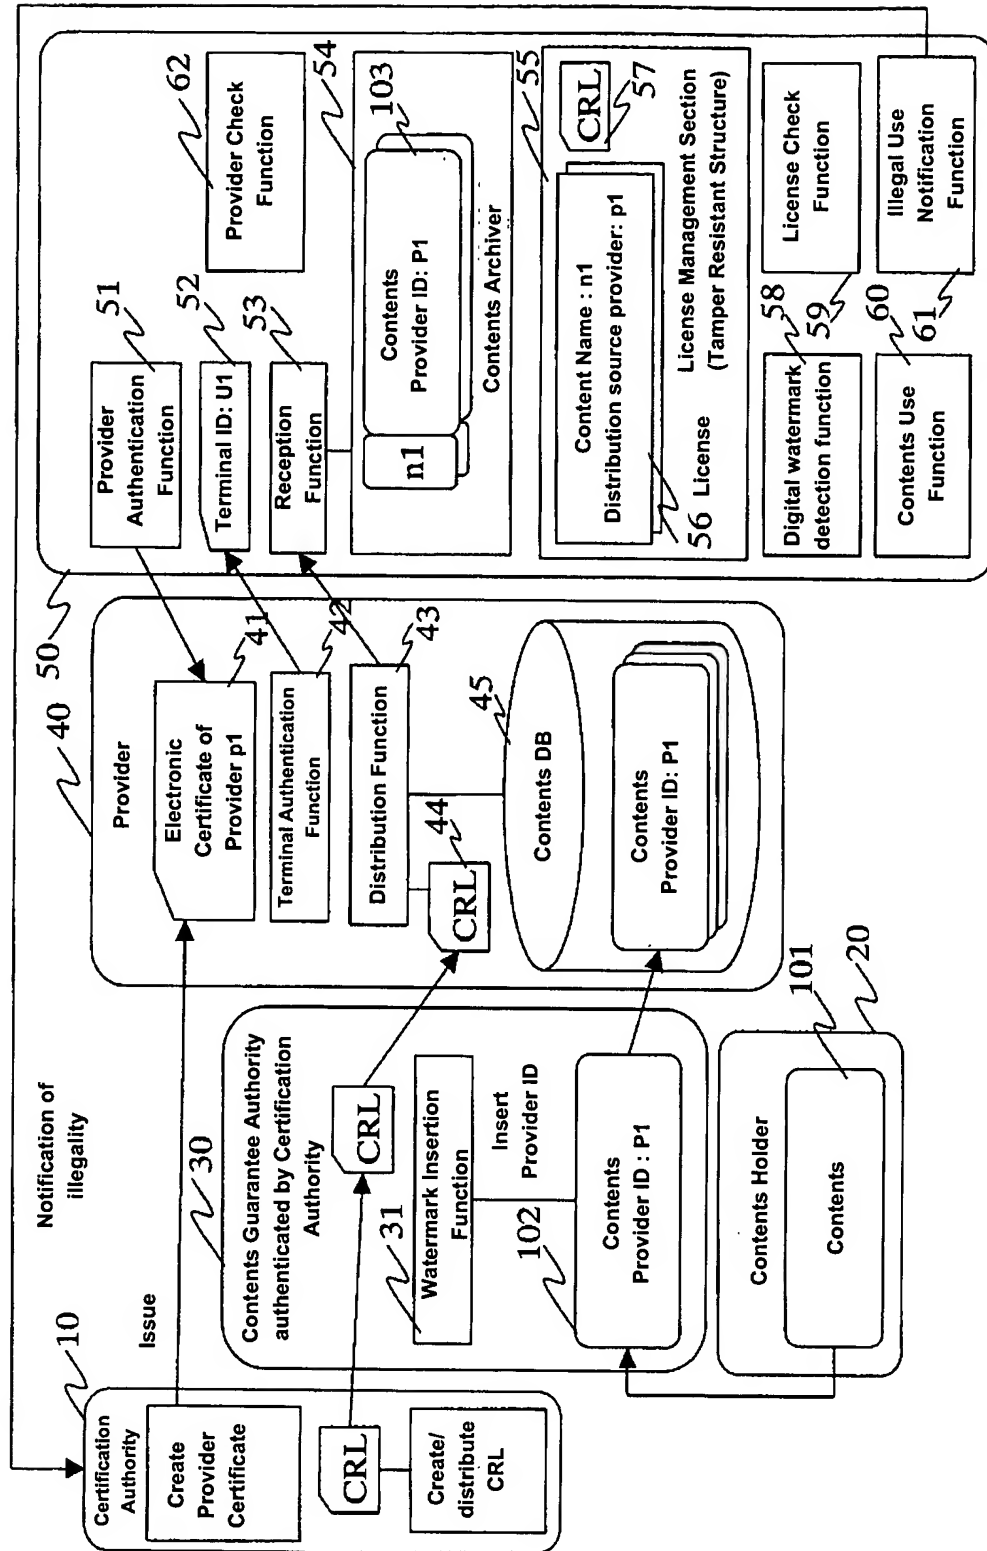 Notification of
illegality
10
Certification
Authority
Create
Provider
Certificate
Issue
CRL
Create/
distribute
CRL
30
Contents Guarantee Authority
authenticated by Certification
Authority
CRL
31
Watermark Insertion
Function
Insert
Provider ID
102
Contents
Provider ID : P1
Contents Holder
20
101
Contents
40
Provider
Electronic
Certificate of
Provider p1
41
Terminal Authentication
Function
42
Distribution Function
43
CRL
44
45
Contents DB
Contents
Provider ID: P1
50
Provider
Authentication
Function
51
Terminal ID: U1
52
Reception
Function
53
Provider Check
Function
62
54
n1
Contents
Provider ID: P1
103
Contents Archiver
55
Content Name : n1
Distribution source provider: p1
CRL
57
56 License
License Management Section
(Tamper Resistant Structure)
Digital watermark
detection function
58
License Check
Function
59
Contents Use
Function
60
Illegal Use
Notification
Function
61